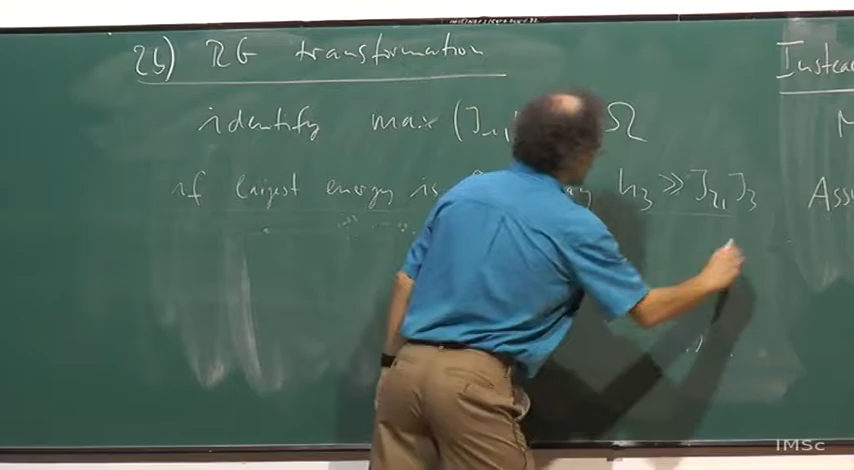 2b) RG transformation
identify max (J Ω
if largest energy is h₃ >> J₂, J₃
Instea
Ass
IMSc